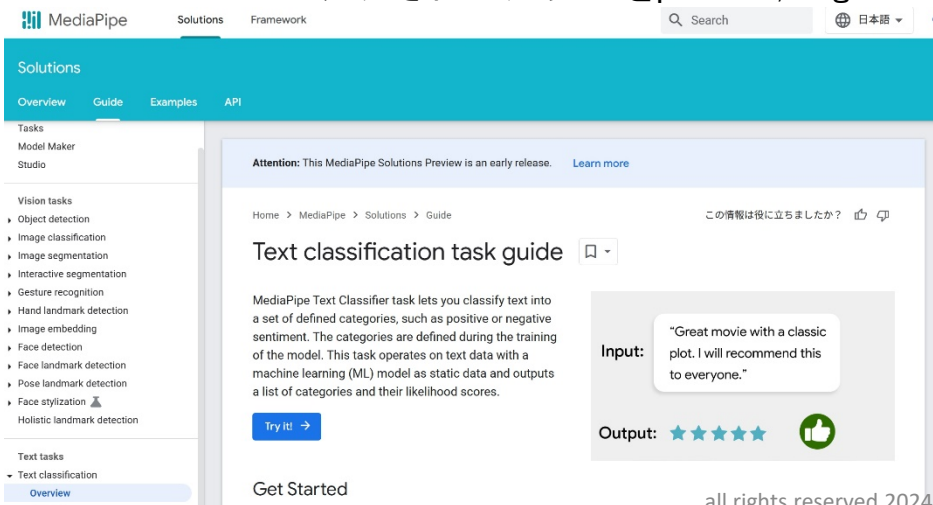 MediaPipe
Solutions
Framework
Search
日本語
Solutions
Overview
Guide
Examples
API
Tasks
Model Maker
Studio
Vision tasks
Object detection
Image classification
Image segmentation
Interactive segmentation
Gesture recognition
Hand landmark detection
Image embedding
Face detection
Face landmark detection
Pose landmark detection
Face stylization
Holistic landmark detection
Text tasks
Text classification
Overview
Attention: This MediaPipe Solutions Preview is an early release. Learn more
Home > MediaPipe > Solutions > Guide
この情報は役に立ちましたか？
Text classification task guide
MediaPipe Text Classifier task lets you classify text into
a set of defined categories, such as positive or negative
sentiment. The categories are defined during the training
of the model. This task operates on text data with a
machine learning (ML) model as static data and outputs
a list of categories and their likelihood scores.
Try it!
Input:
“Great movie with a classic
plot. I will recommend this
to everyone.”
Output:
Get Started
all rights reserved 2024